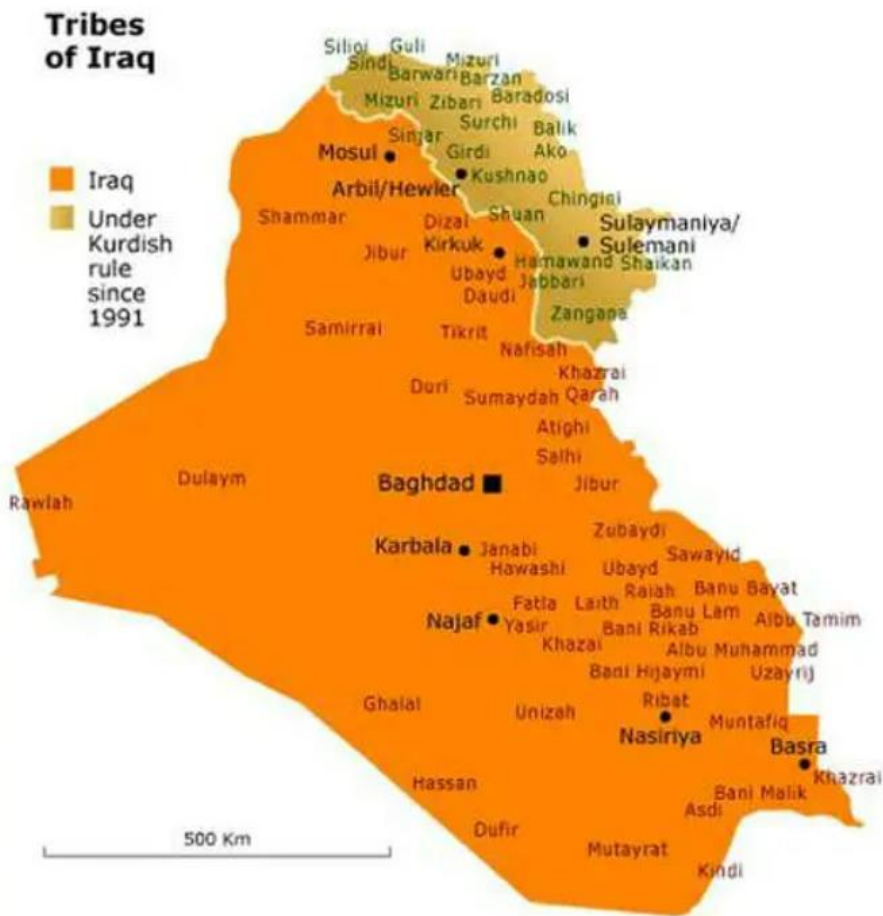 Tribes
of Iraq
Iraq
Under
Kurdish
rule
since
1991
Silioi Guli
Sindi Mizuri
Barwari Barzan
Mizuri Zibari Baradosi
Surchi Balik
Sinjar
Mosul Girdi Ako
Arbil/Hewler Kushnao
Chingini
Shammar Dizal Shuan Sulaymaniya/
Jibur Kirkuk Sulemani
Hamawand Shaikan
Ubayd Jabbari
Daudi
Zangana
Samirrai Tikrit
Nafisah
Khazrai
Duri Sumaydah Qarah
Atighi
Salhi
Rawlah Dulaym Baghdad Jibur
Zubaydi
Karbala Janabi Sawayid
Hawashi Ubayd
Raiah Banu Bayat
Fatla Laith Banu Lam Albu Tamim
Najaf Yasir Bani Rikab
Khazai Albu Muhammad
Bani Hijaymi Uzayrij
Ghalal Unizah Ribat
Nasiriya Muntafiq
Basra
Hassan Khazrai
Bani Malik
Asdi
500 Km Dufir
Mutayrat
Kindi